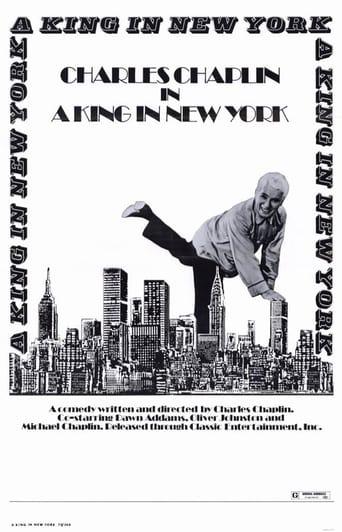 A KING IN NEW YORK
A KING IN NEW YORK
A KING IN NEW YORK
CHARLES CHAPLIN
IN
A KING IN NEW YORK
A comedy written and directed by Charles Chaplin.
Co-starring Dawn Addams, Oliver Johnston and
Michael Chaplin. Released through Classic Entertainment, Inc.
G
A KING IN NEW YORK